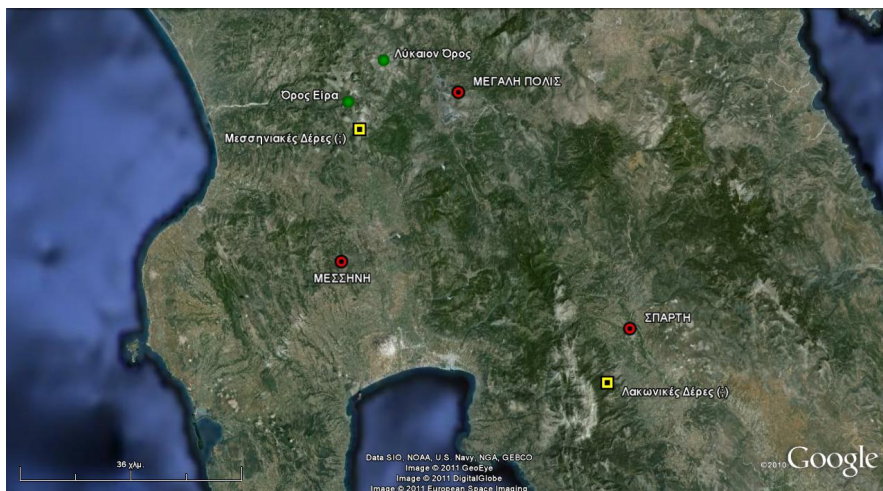 Λύκαιον Όρος
ΜΕΓΑΛΗ ΠΟΛΙΣ
Όρος Είρα
Μεσσηνιακές Δέρες (;)
ΜΕΣΣΗΝΗ
ΣΠΑΡΤΗ
Λακωνικές Δέρες (;)
36 χλμ.
Data SIO, NOAA, U.S. Navy, NGA, GEBCO
Image © 2011 GeoEye
Image © 2011 DigitalGlobe
Image © 2011 European Space Imaging
©2010 Google